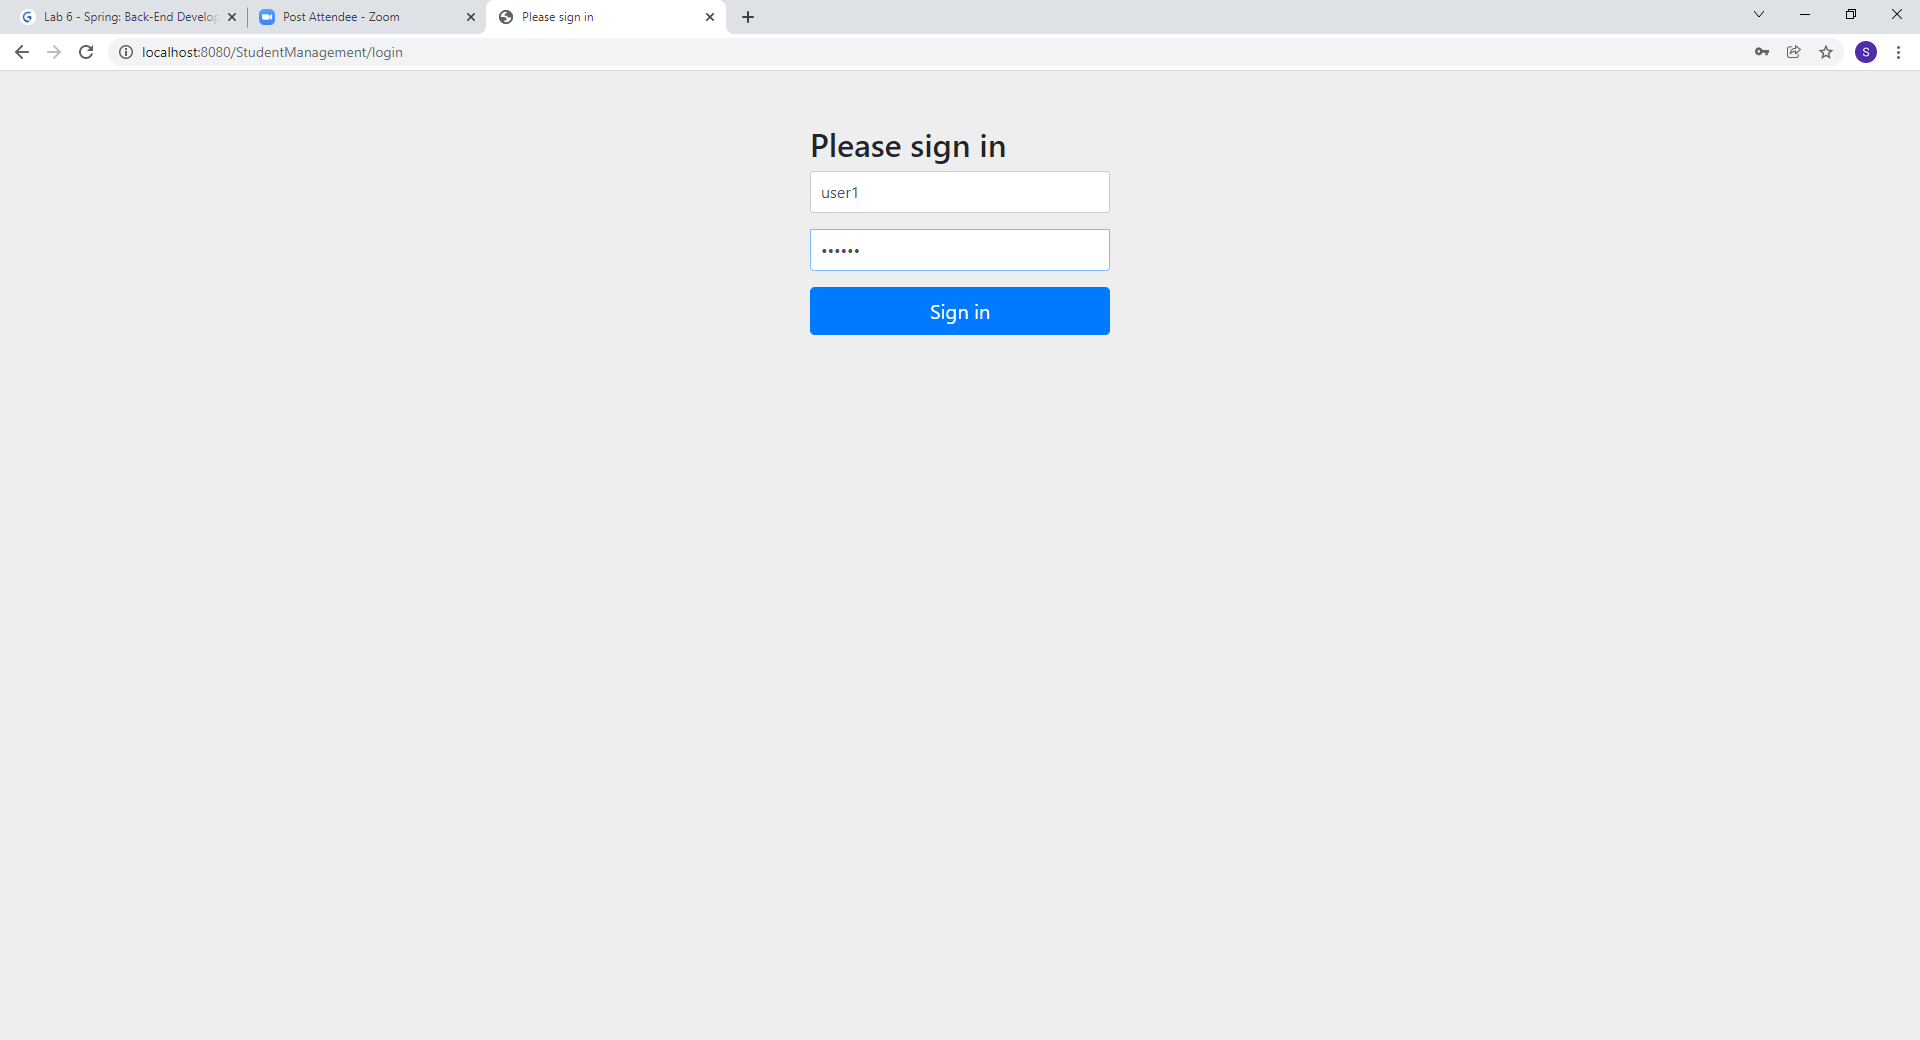 Lab 6 - Spring: Back-End Develop
Post Attendee - Zoom
Please sign in
localhost:8080/StudentManagement/login
S
Please sign in
user1
••••••
Sign in